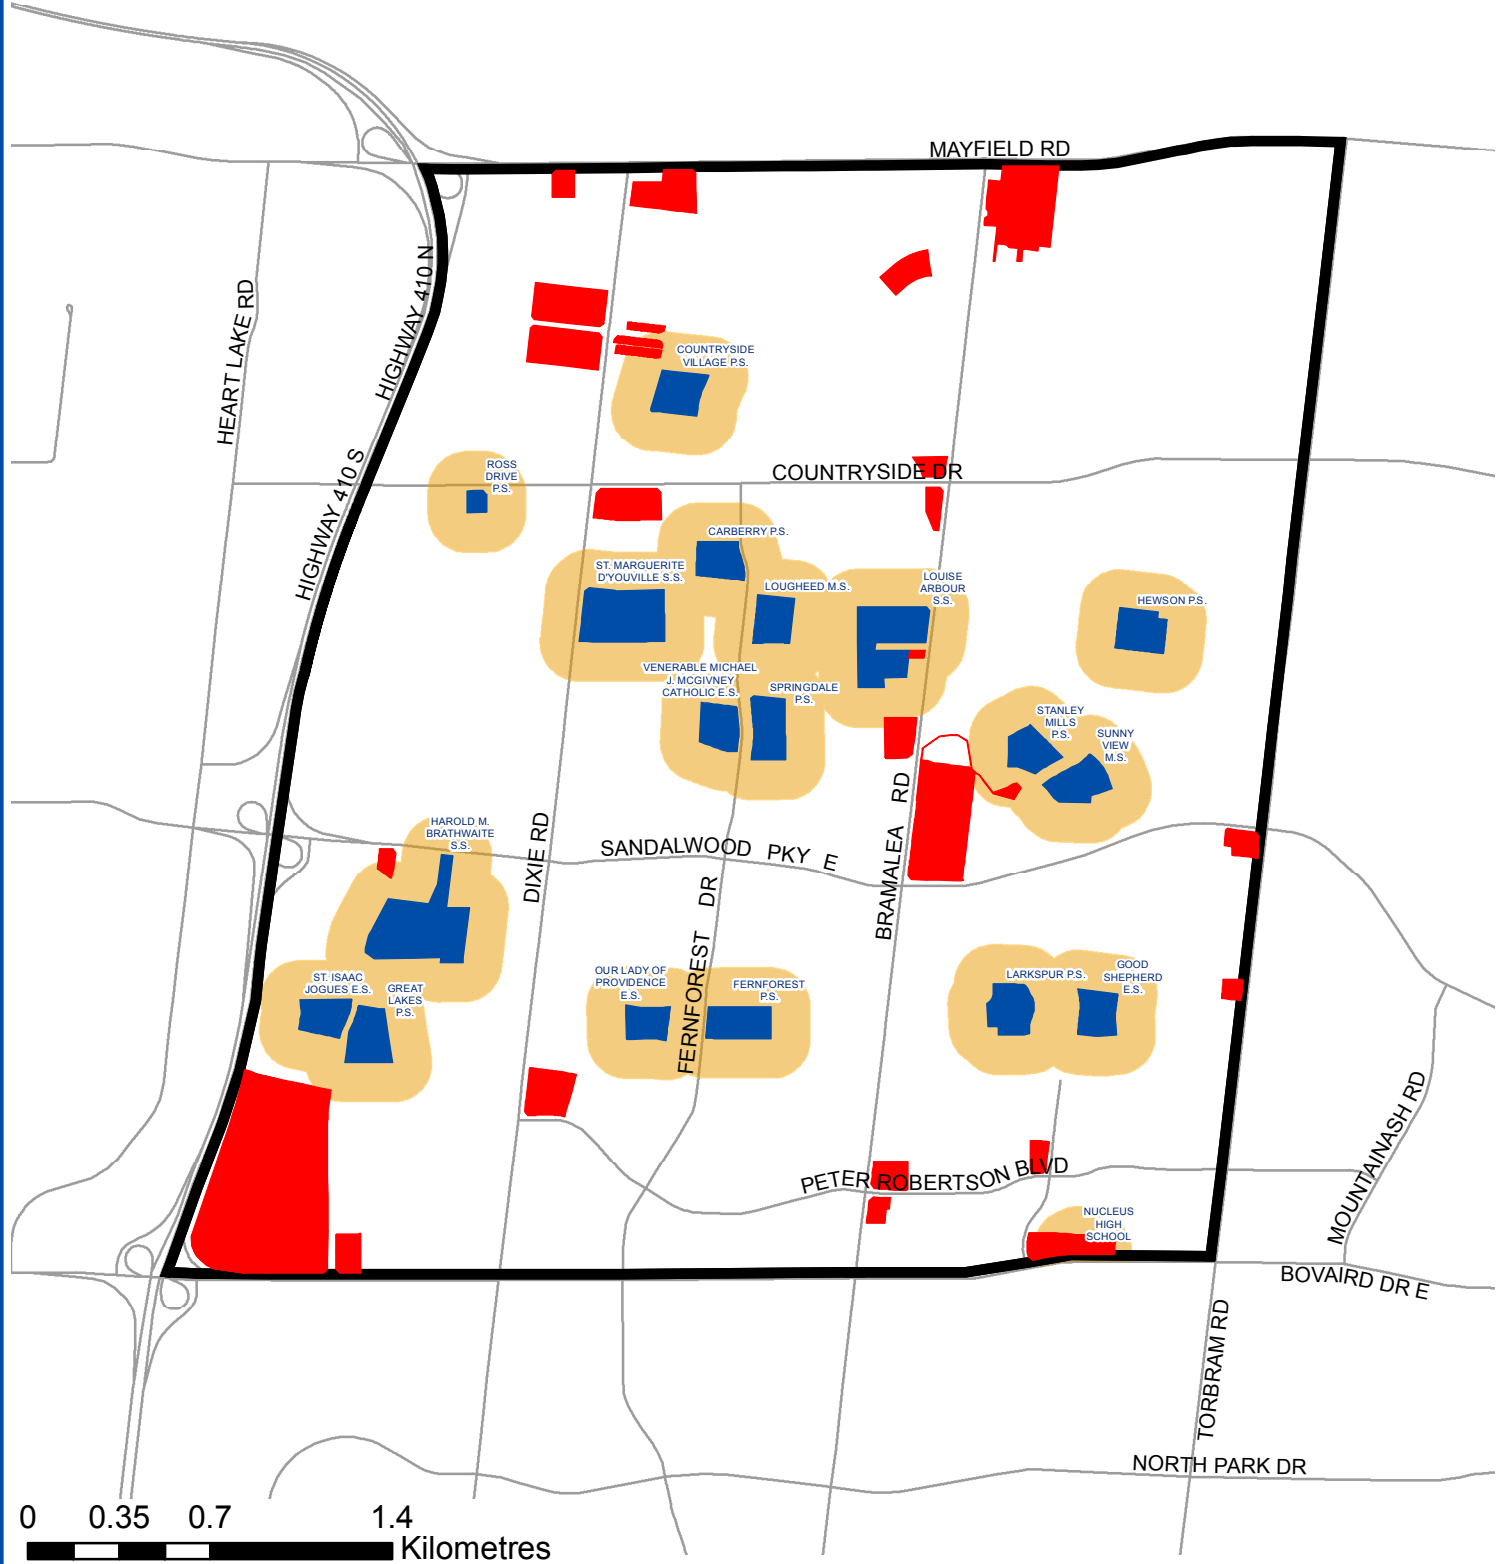 MAYFIELD RD
HIGHWAY 410 N
HEART LAKE RD
COUNTRYSIDE
VILLAGE P.S.
HIGHWAY 410 S
ROSS
DRIVE
P.S.
COUNTRYSIDE DR
CARBERRY P.S.
ST. MARGUERITE
D'YOUVILLE S.S.
LOUGHEED M.S.
LOUISE
ARBOUR
S.S.
HEWSON P.S.
VENERABLE MICHAEL
J. MCGIVNEY
CATHOLIC E.S.
SPRINGDALE
P.S.
STANLEY
MILLS
P.S.
SUNNY
VIEW
M.S.
HAROLD M.
BRATHWAITE
S.S.
DIXIE RD
SANDALWOOD PKY E
BRAMALEA RD
FERNFOREST DR
ST. ISAAC
JOGUES E.S.
GREAT
LAKES
P.S.
OUR LADY OF
PROVIDENCE
E.S.
FERNFOREST
P.S.
LARKSPUR P.S.
GOOD
SHEPHERD
E.S.
PETER ROBERTSON BLVD
MOUNTAINASH RD
NUCLEUS
HIGH
SCHOOL
BOVAIRD DR E
TORBRAM RD
NORTH PARK DR
0 0.35 0.7 1.4
Kilometres